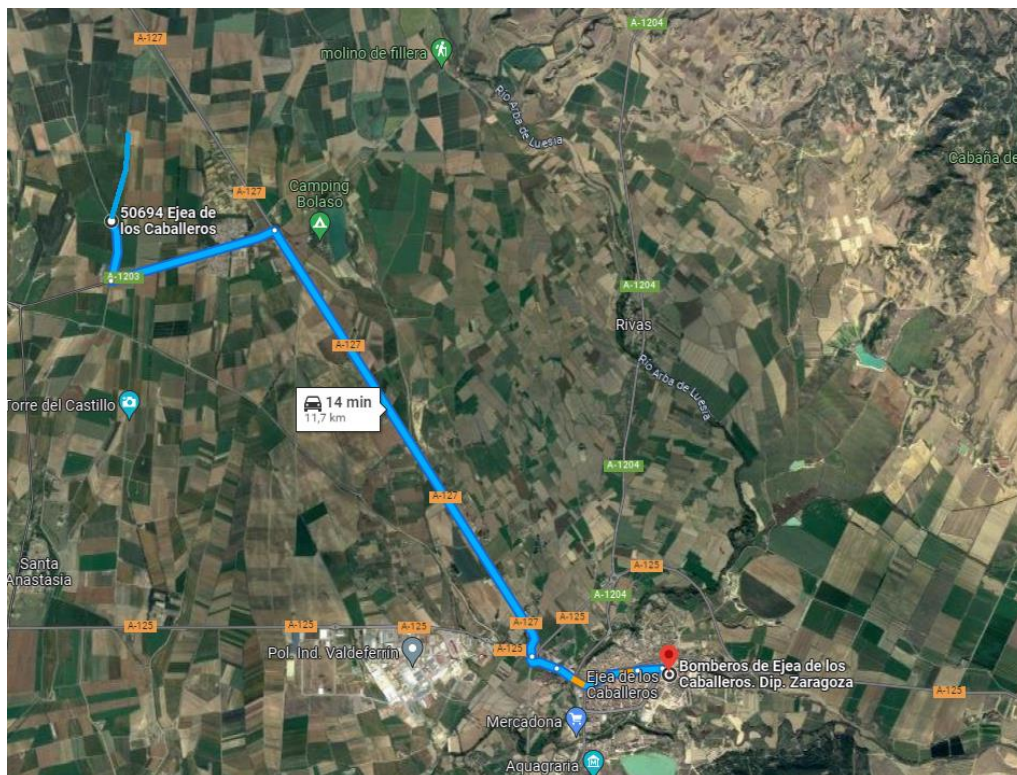 A-1204
A-127
molino de fillera
Río Arba de Luesia
Cabaña de
A-127
Camping
Bolaso
50694 Ejea de
los Caballeros
A-1203
A-1204
Rivas
A-127
Río Arba de Luesia
14 min
11,7 km
Torre del Castillo
A-1204
A-127
Santa
Anastasia
A-125
A-1204
A-125
A-127
A-125
A-125
A-125
A-125
Pol. Ind. Valdeferrín
Ejea de los
Caballeros
Bomberos de Ejea de los
Caballeros. Dip. Zaragoza
A-125
Mercadona
Aquagraria